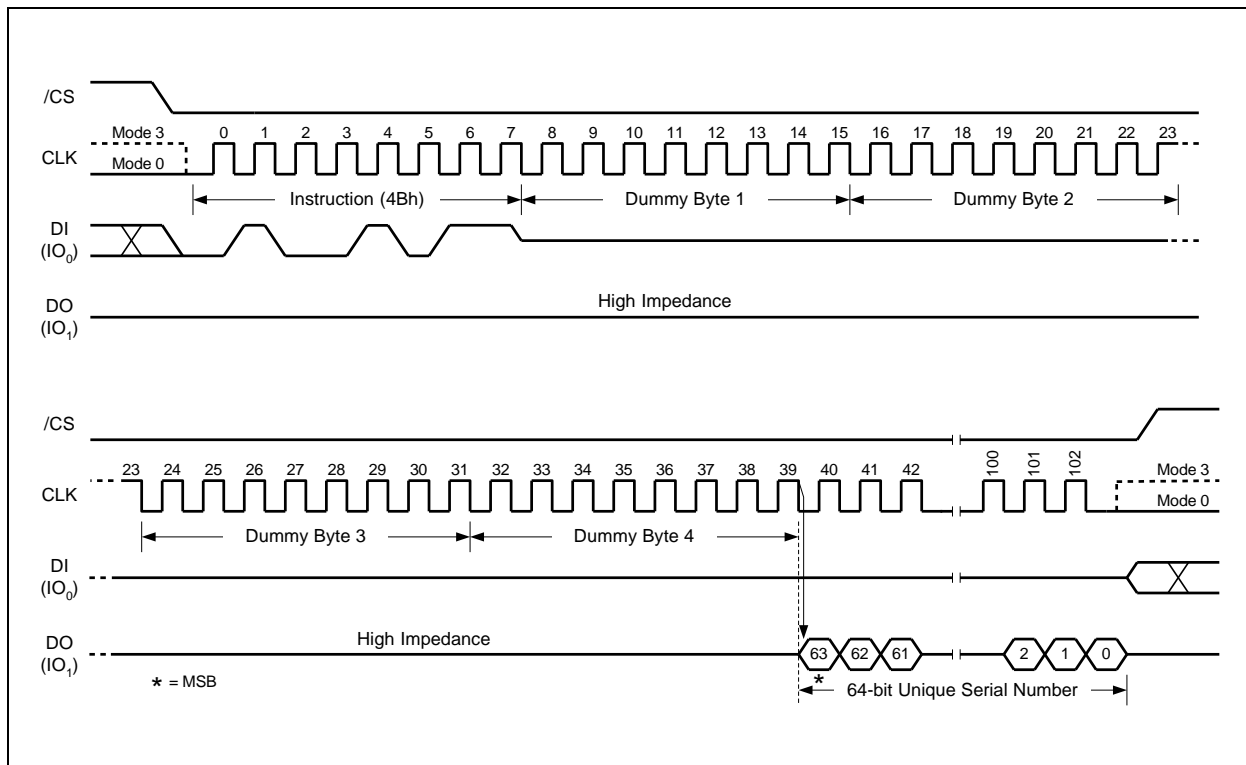 /CS
Mode 3
0 1 2 3 4 5 6 7 8 9 10 11 12 13 14 15 16 17 18 19 20 21 22 23
CLK
Mode 0
Instruction (4Bh) Dummy Byte 1 Dummy Byte 2
DI
(IO0)
High Impedance
DO
(IO1)
/CS
23 24 25 26 27 28 29 30 31 32 33 34 35 36 37 38 39 40 41 42 100 101 102
Mode 3
CLK
Mode 0
Dummy Byte 3 Dummy Byte 4
DI
(IO0)
DO
(IO1)
High Impedance
63 62 61 2 1 0
* = MSB
*
64-bit Unique Serial Number